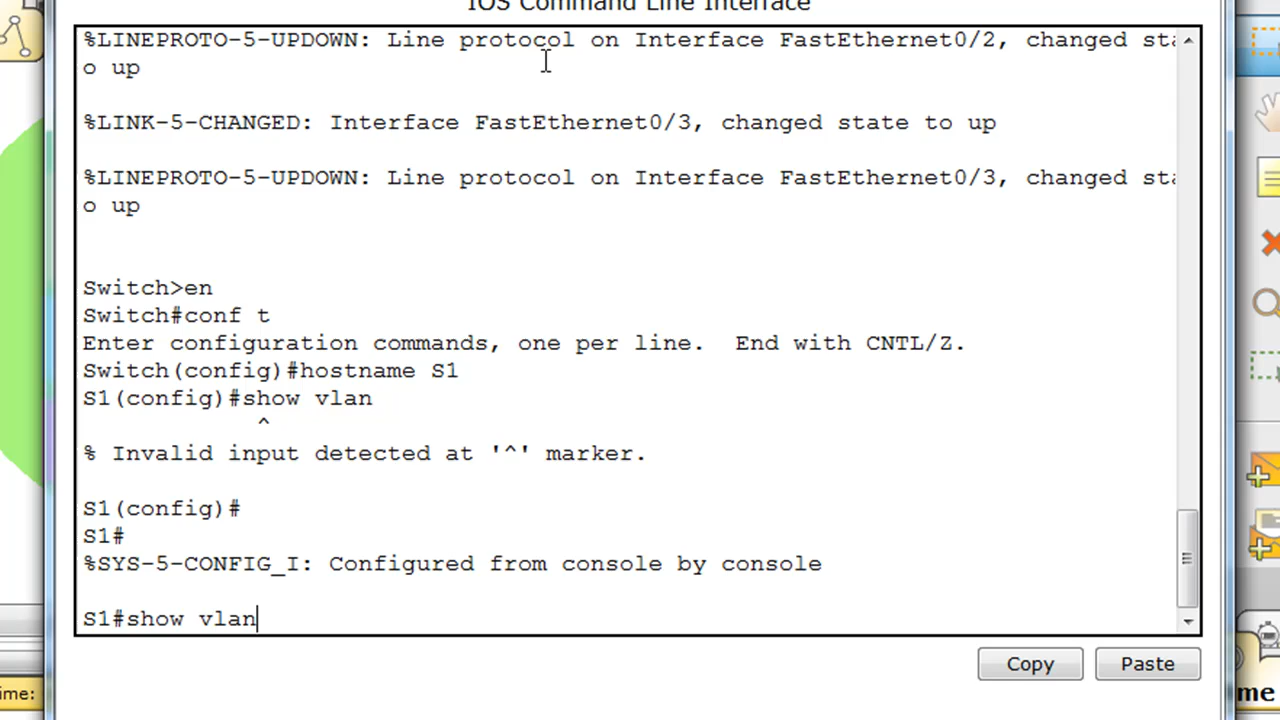 IOS Command Line Interface
%LINEPROTO-5-UPDOWN: Line protocol on Interface FastEthernet0/2, changed sta
o up
%LINK-5-CHANGED: Interface FastEthernet0/3, changed state to up
%LINEPROTO-5-UPDOWN: Line protocol on Interface FastEthernet0/3, changed sta
o up
Switch>en
Switch#conf t
Enter configuration commands, one per line.  End with CNTL/Z.
Switch(config)#hostname S1
S1(config)#show vlan
^
% Invalid input detected at '^' marker.
S1(config)#
S1#
%SYS-5-CONFIG_I: Configured from console by console
S1#show vlan
Copy
Paste
ime:
me